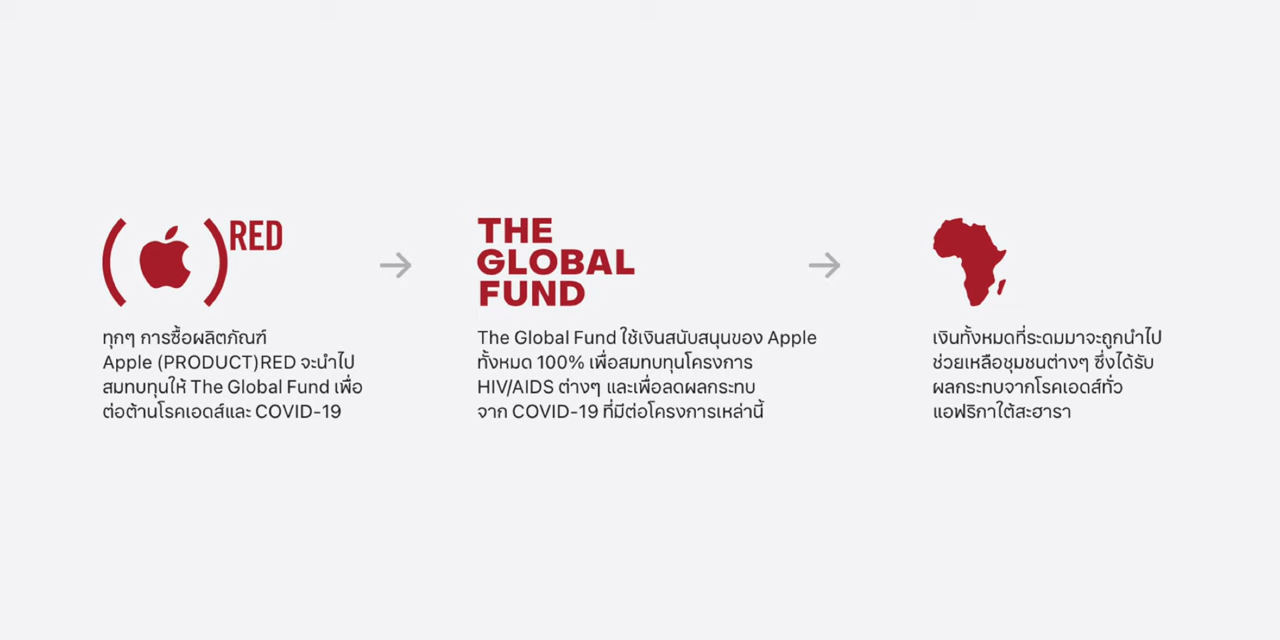 RED
ทุกๆ การซื้อผลิตภัณฑ์
Apple (PRODUCT)RED จะนำไป
สมทบทุนให้ The Global Fund เพื่อ
ต่อต้านโรคเอดส์และ COVID-19
THE
GLOBAL
FUND
The Global Fund ใช้เงินสนับสนุนของ Apple
ทั้งหมด 100% เพื่อสมทบทุนโครงการ
HIV/AIDS ต่างๆ และเพื่อลดผลกระทบ
จาก COVID-19 ที่มีต่อโครงการเหล่านี้
เงินทั้งหมดที่ระดมมาจะถูกนำไป
ช่วยเหลือชุมชนต่างๆ ซึ่งได้รับ
ผลกระทบจากโรคเอดส์ทั่ว
แอฟริกาใต้สะฮารา